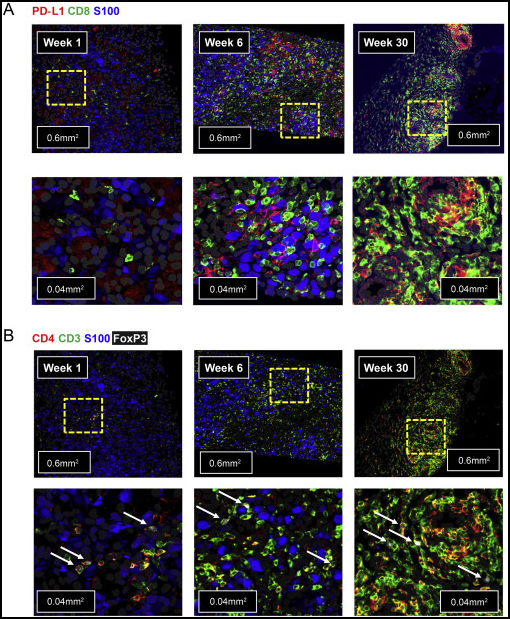 A
PD-L1 CD8 S100
Week 1
Week 6
Week 30
0.6mm²
0.6mm²
0.6mm²
0.04mm²
0.04mm²
0.04mm²
B
CD4 CD3 S100 FoxP3
Week 1
Week 6
Week 30
0.6mm²
0.6mm²
0.6mm²
0.04mm²
0.04mm²
0.04mm²